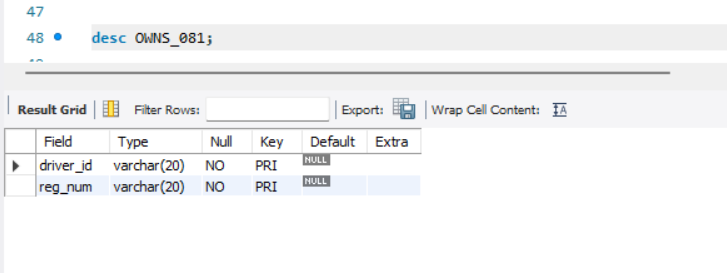 47
48 desc OWNS_081;
Result Grid Filter Rows: Export: Wrap Cell Content: IA
Field Type Null Key Default Extra
driver_id varchar(20) NO PRI NULL
reg_num varchar(20) NO PRI NULL